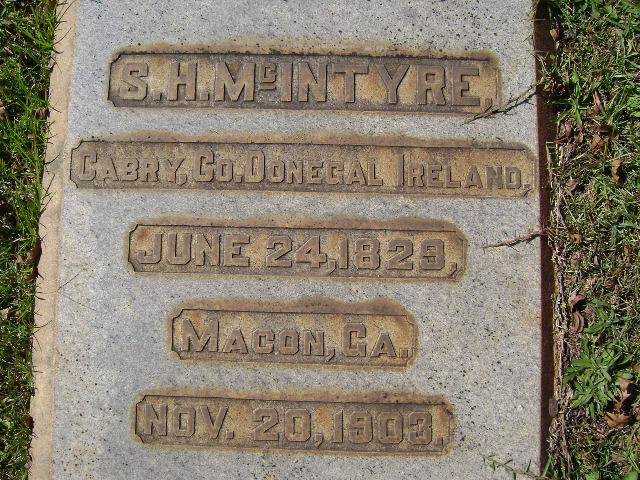 S.H. McINTYRE.
CABRY, CO. DONEGAL IRELAND,
JUNE 24, 1829,
MACON, GA.
NOV. 20, 1903.